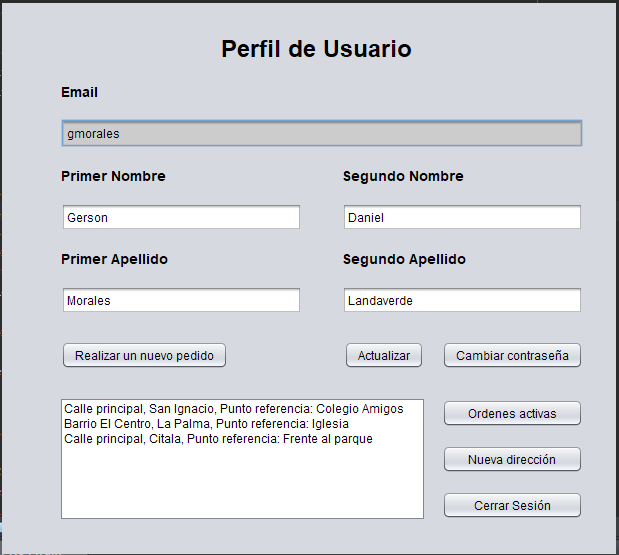 Perfil de Usuario
Email
gmorales
Primer Nombre
Segundo Nombre
Gerson
Daniel
Primer Apellido
Segundo Apellido
Morales
Landaverde
Realizar un nuevo pedido
Actualizar
Cambiar contraseña
Calle principal, San Ignacio, Punto referencia: Colegio Amigos
Barrio El Centro, La Palma, Punto referencia: Iglesia
Calle principal, Citala, Punto referencia: Frente al parque
Ordenes activas
Nueva dirección
Cerrar Sesión